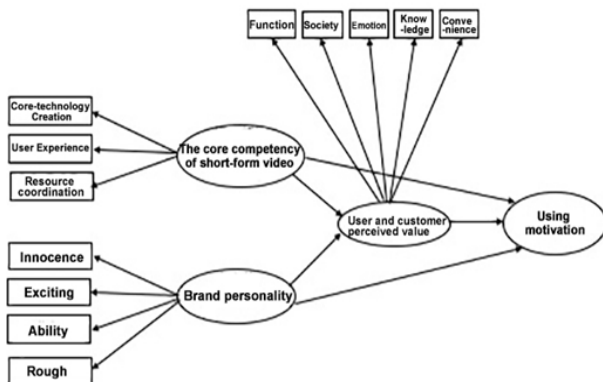 Function
Society
Emotion
Know
-ledge
Conve
-nience
Core-technology
Creation
User Experience
Resource
coordination
The core competency
of short-form video
User and customer
perceived value
Using
motivation
Innocence
Exciting
Ability
Rough
Brand personality